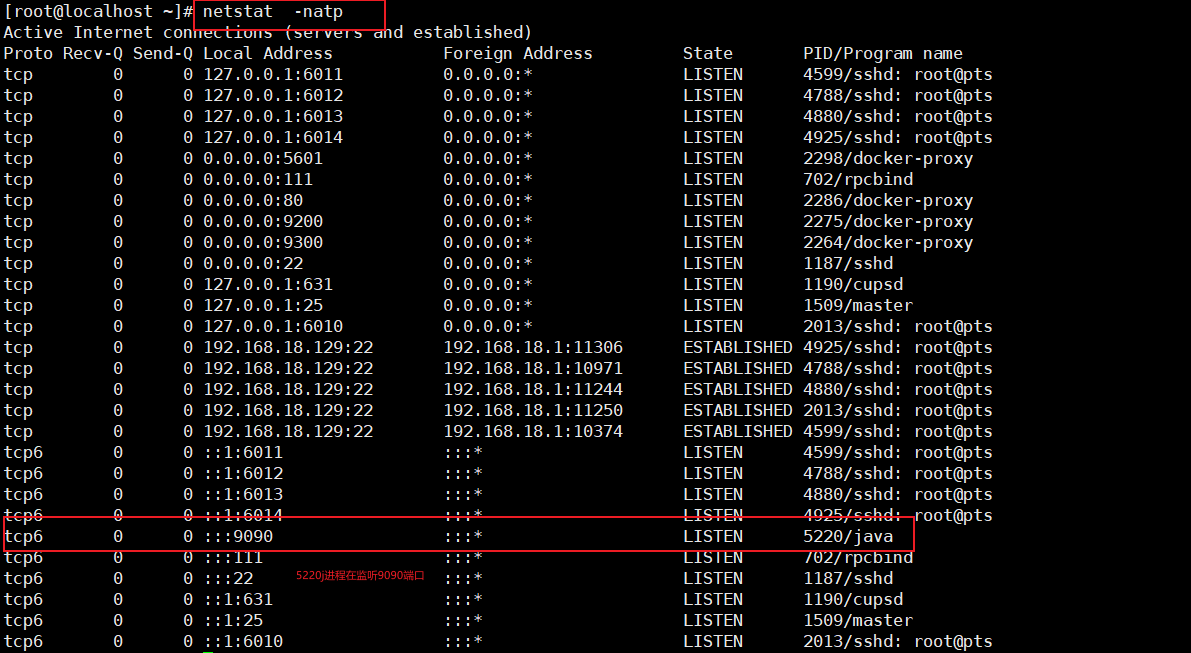 [root@localhost ~]# netstat  -natp
Active Internet connections (servers and established)
Proto Recv-Q Send-Q Local Address           Foreign Address         State       PID/Program name
tcp        0      0 127.0.0.1:6011          0.0.0.0:*               LISTEN      4599/sshd: root@pts
tcp        0      0 127.0.0.1:6012          0.0.0.0:*               LISTEN      4788/sshd: root@pts
tcp        0      0 127.0.0.1:6013          0.0.0.0:*               LISTEN      4880/sshd: root@pts
tcp        0      0 127.0.0.1:6014          0.0.0.0:*               LISTEN      4925/sshd: root@pts
tcp        0      0 0.0.0.0:5601            0.0.0.0:*               LISTEN      2298/docker-proxy
tcp        0      0 0.0.0.0:111             0.0.0.0:*               LISTEN      702/rpcbind
tcp        0      0 0.0.0.0:80              0.0.0.0:*               LISTEN      2286/docker-proxy
tcp        0      0 0.0.0.0:9200            0.0.0.0:*               LISTEN      2275/docker-proxy
tcp        0      0 0.0.0.0:9300            0.0.0.0:*               LISTEN      2264/docker-proxy
tcp        0      0 0.0.0.0:22              0.0.0.0:*               LISTEN      1187/sshd
tcp        0      0 127.0.0.1:631           0.0.0.0:*               LISTEN      1190/cupsd
tcp        0      0 127.0.0.1:25            0.0.0.0:*               LISTEN      1509/master
tcp        0      0 127.0.0.1:6010          0.0.0.0:*               LISTEN      2013/sshd: root@pts
tcp        0      0 192.168.18.129:22       192.168.18.1:11306      ESTABLISHED 4925/sshd: root@pts
tcp        0      0 192.168.18.129:22       192.168.18.1:10971      ESTABLISHED 4788/sshd: root@pts
tcp        0      0 192.168.18.129:22       192.168.18.1:11244      ESTABLISHED 4880/sshd: root@pts
tcp        0      0 192.168.18.129:22       192.168.18.1:11250      ESTABLISHED 2013/sshd: root@pts
tcp        0      0 192.168.18.129:22       192.168.18.1:10374      ESTABLISHED 4599/sshd: root@pts
tcp6       0      0 ::1:6011                :::*                    LISTEN      4599/sshd: root@pts
tcp6       0      0 ::1:6012                :::*                    LISTEN      4788/sshd: root@pts
tcp6       0      0 ::1:6013                :::*                    LISTEN      4880/sshd: root@pts
tcp6       0      0 ::1:6014                :::*                    LISTEN      4925/sshd: root@pts
tcp6       0      0 :::9090                 :::*                    LISTEN      5220/java
tcp6       0      0 :::111                  :::*                    LISTEN      702/rpcbind
tcp6       0      0 :::22                   :::*                    LISTEN      1187/sshd
5220j进程在监听9090端口
tcp6       0      0 ::1:631                 :::*                    LISTEN      1190/cupsd
tcp6       0      0 ::1:25                  :::*                    LISTEN      1509/master
tcp6       0      0 ::1:6010                :::*                    LISTEN      2013/sshd: root@pts